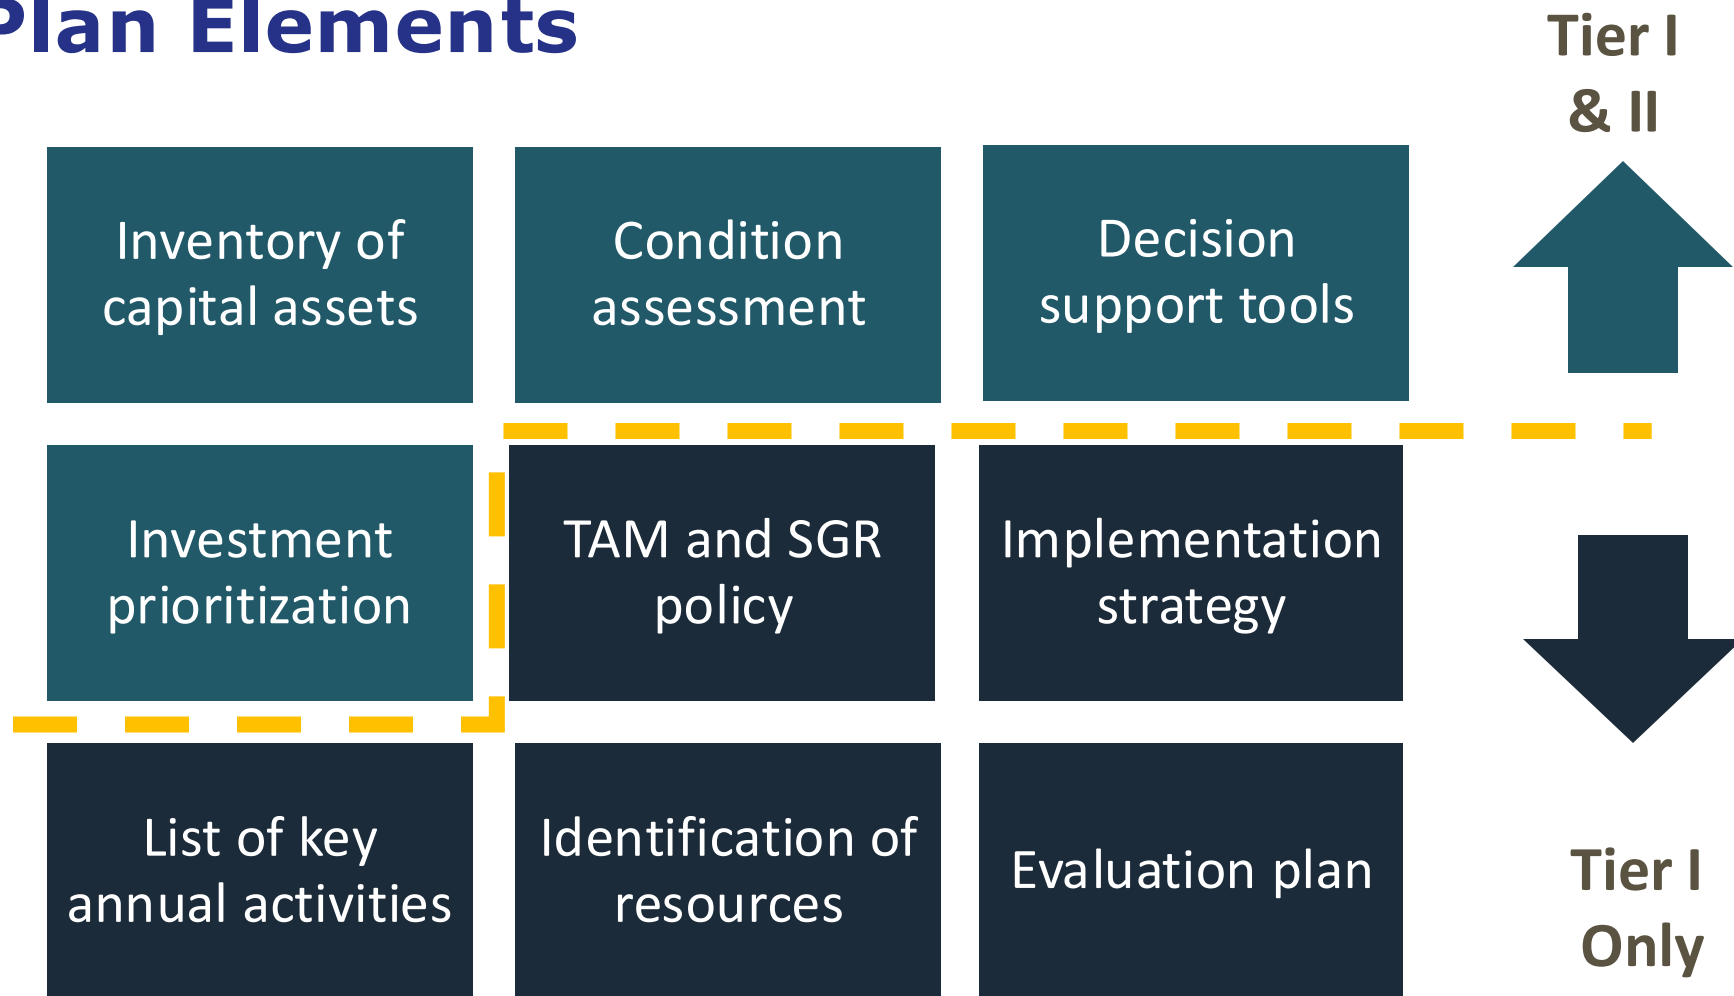 Plan Elements
Tier I
& II
Inventory of
capital assets
Condition
assessment
Decision
support tools
Investment
prioritization
TAM and SGR
policy
Implementation
strategy
List of key
annual activities
Identification of
resources
Evaluation plan
Tier I
Only